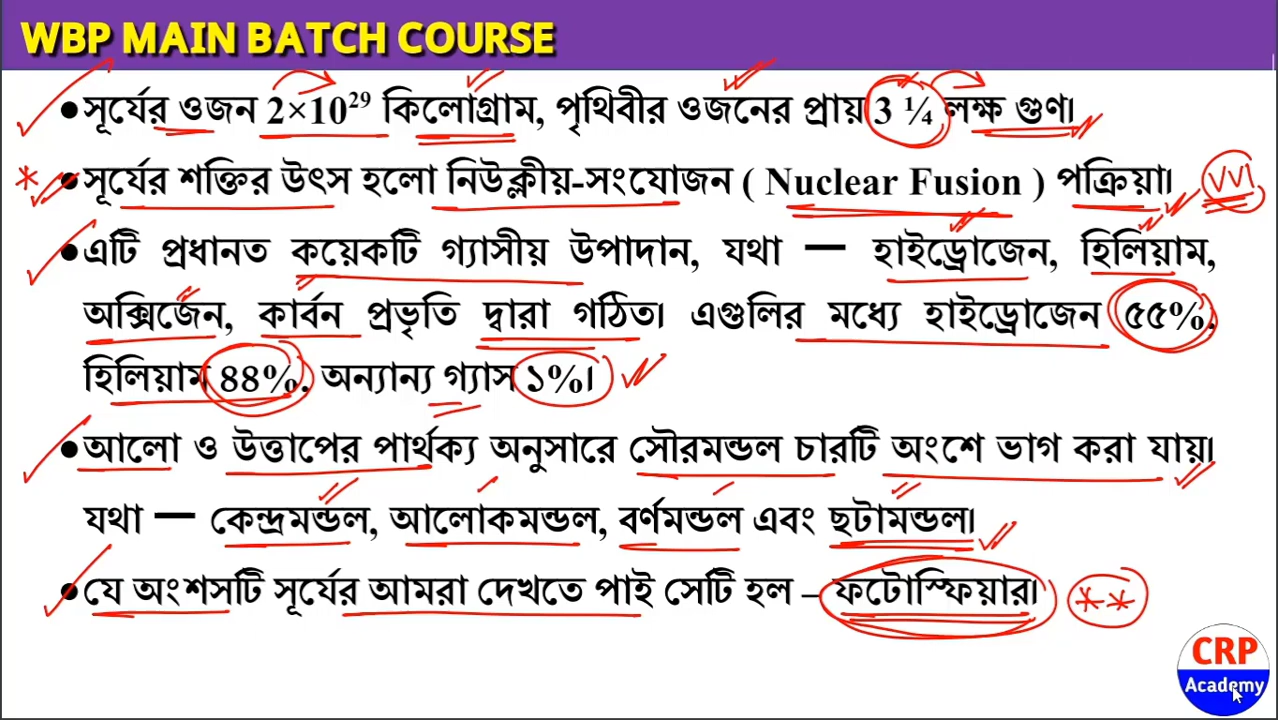 WBP MAIN BATCH COURSE
●সূর্যের ওজন 2×10²⁹ কিলোগ্রাম, পৃথিবীর ওজনের প্রায় 3 ¼ লক্ষ গুণ।
●সূর্যের শক্তির উৎস হলো নিউক্লীয়-সংযোজন ( Nuclear Fusion ) পক্রিয়া।
VVI
●এটি প্রধানত কয়েকটি গ্যাসীয় উপাদান, যথা — হাইড্রোজেন, হিলিয়াম,
অক্সিজেন, কার্বন প্রভৃতি দ্বারা গঠিত। এগুলির মধ্যে হাইড্রোজেন ৫৫%,
হিলিয়াম 88%, অন্যান্য গ্যাস ১%।
●আলো ও উত্তাপের পার্থক্য অনুসারে সৌরমন্ডল চারটি অংশে ভাগ করা যায়।
যথা — কেন্দ্রমন্ডল, আলোকমন্ডল, বর্ণমন্ডল এবং ছটামন্ডল।
●যে অংশসটি সূর্যের আমরা দেখতে পাই সেটি হল – ফটোস্ফিয়ার।
CRP
Academy